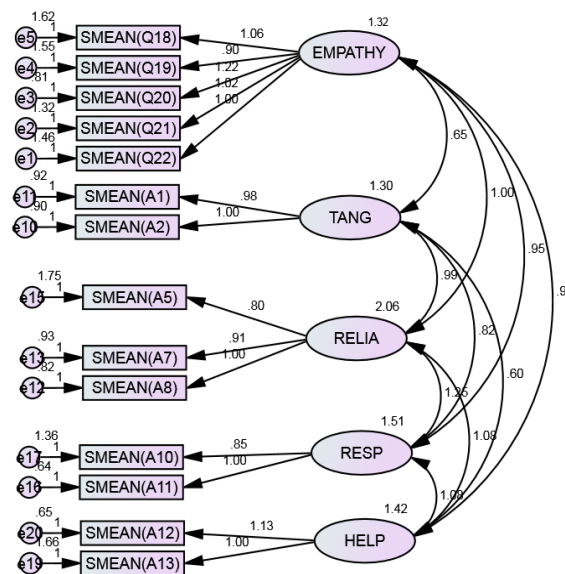 1.62
e5 1 SMEAN(Q18) 1.06 EMPATHY 1.32
1.55
e4 1 SMEAN(Q19) .90
.81
e3 1 SMEAN(Q20) 1.22
1.32
e2 1 SMEAN(Q21) 1.02
1.46
e1 1 SMEAN(Q22) 1.00
.65
.92
e11 1 SMEAN(A1) .98 TANG 1.30
.90
e10 1 SMEAN(A2) 1.00
1.00
.95
.99
1.75
e15 1 SMEAN(A5) .80 RELIA 2.06
.82
.93
e13 1 SMEAN(A7) .91
.82
e12 1 SMEAN(A8) 1.00
.60
1.25
1.08
1.36
e17 1 SMEAN(A10) .85 RESP 1.51
.64
e16 1 SMEAN(A11) 1.00
1.08
.65
e20 1 SMEAN(A12) 1.13 HELP 1.42
1.66
e19 1 SMEAN(A13) 1.00